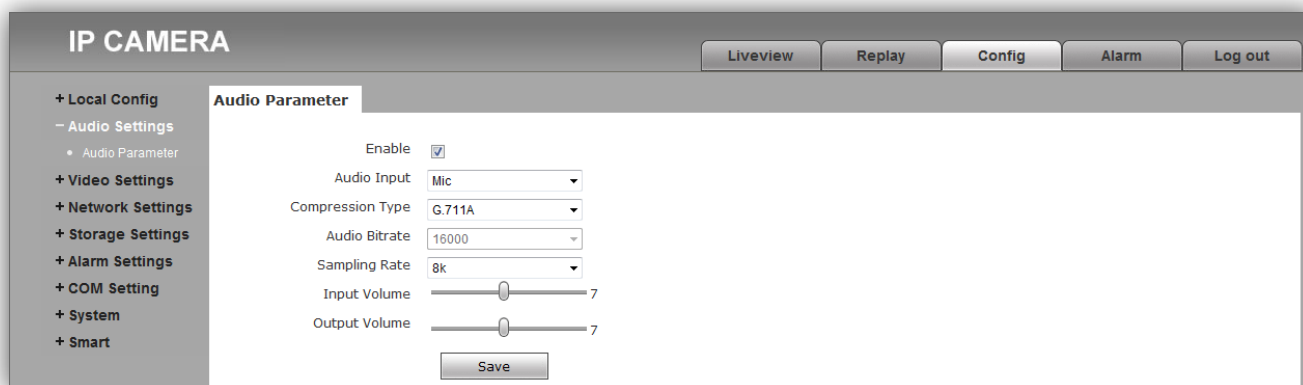 IP CAMERA
Liveview Replay Config Alarm Log out
+ Local Config
− Audio Settings
• Audio Parameter
+ Video Settings
+ Network Settings
+ Storage Settings
+ Alarm Settings
+ COM Setting
+ System
+ Smart
Audio Parameter
Enable
Audio Input Mic
Compression Type G.711A
Audio Bitrate 16000
Sampling Rate 8k
Input Volume 7
Output Volume 7
Save